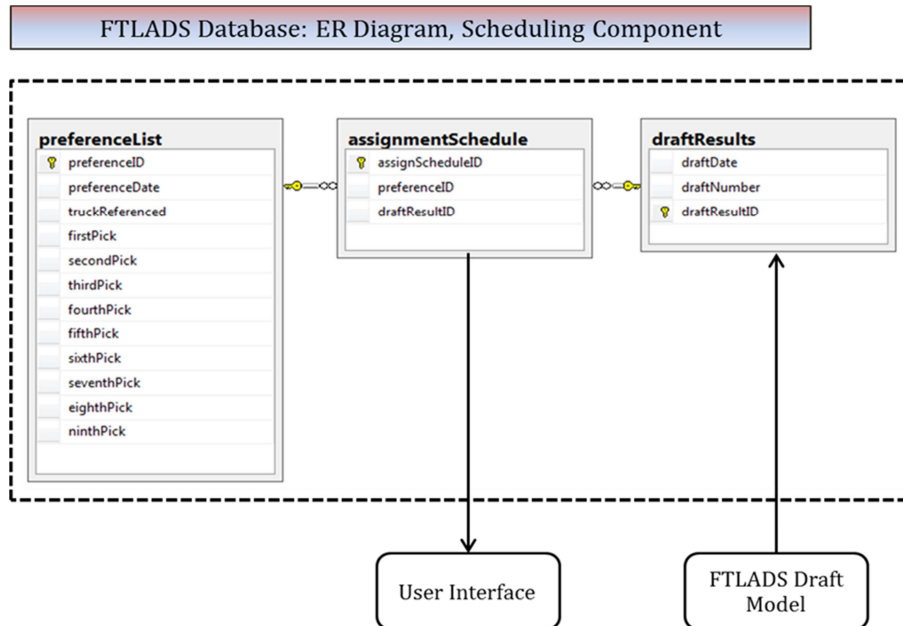 FTLADS Database: ER Diagram, Scheduling Component
preferenceList
preferenceID
preferenceDate
truckReferenced
firstPick
secondPick
thirdPick
fourthPick
fifthPick
sixthPick
seventhPick
eighthPick
ninthPick
assignmentSchedule
assignScheduleID
preferenceID
draftResultID
draftResults
draftDate
draftNumber
draftResultID
User Interface
FTLADS Draft
Model